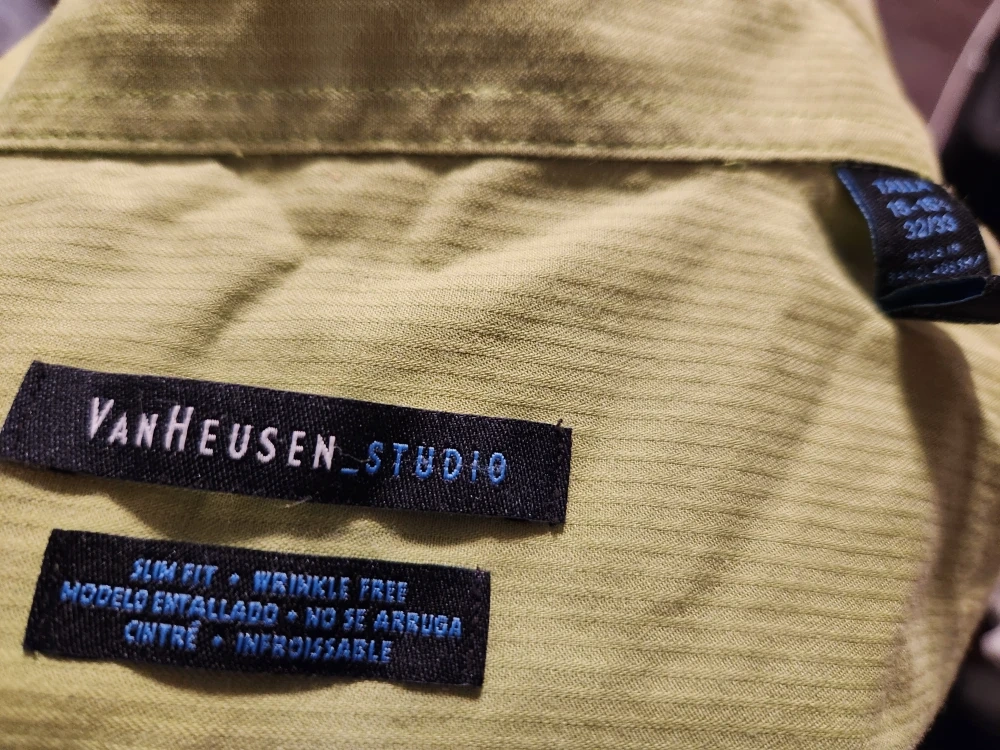 VANHEUSEN_STUDIO
SLIM FIT • WRINKLE FREE
MODELO ENTALLADO • NO SE ARRUGA
CINTRÉ • INFROISSABLE
TALLA
32/33